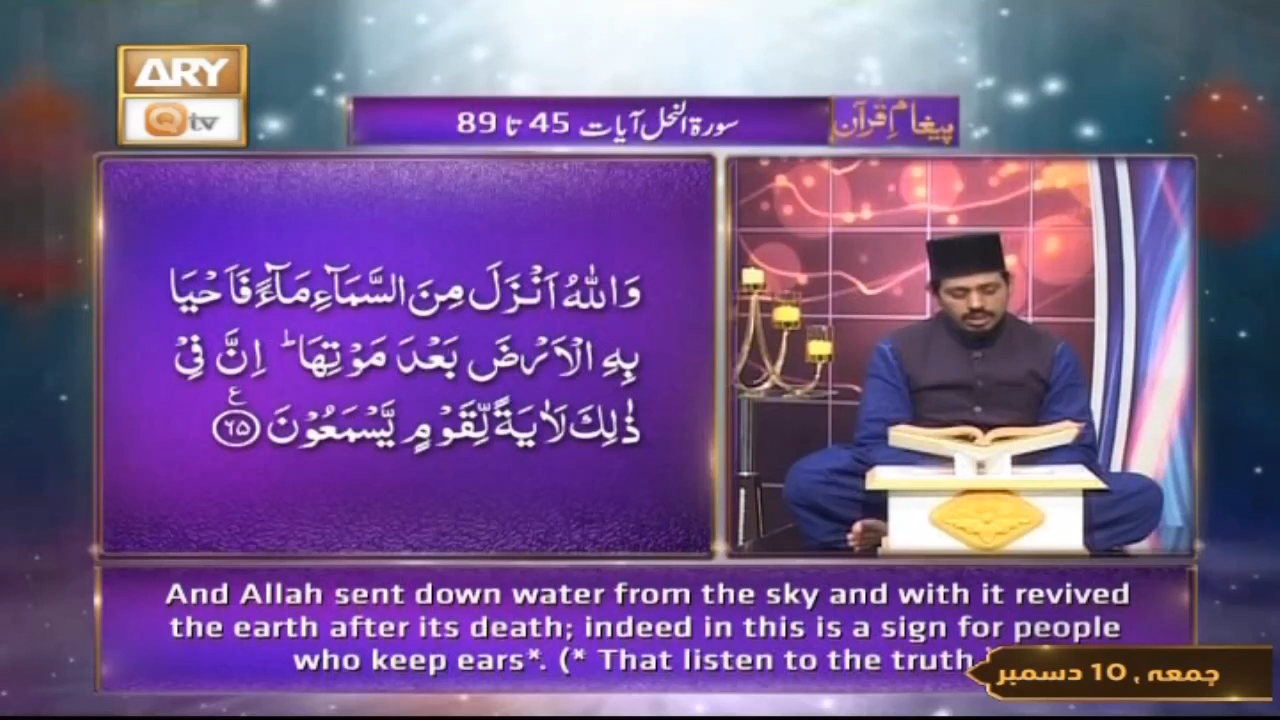 ARY
Qtv
پیغامِ قرآن
سورۃ النحل آیات 45 تا 89
وَاللّٰهُ اَنْزَلَ مِنَ السَّمَآءِ مَآءً فَاَحْيَا
بِهِ الْاَرْضَ بَعْدَ مَوْتِهَا ؕ اِنَّ فِيْ
ذٰلِكَ لَاٰيَةً لِّقَوْمٍ يَّسْمَعُوْنَ ع ۶۵
And Allah sent down water from the sky and with it revived
the earth after its death; indeed in this is a sign for people
who keep ears*. (* That listen to the truth
جمعہ , 10 دسمبر